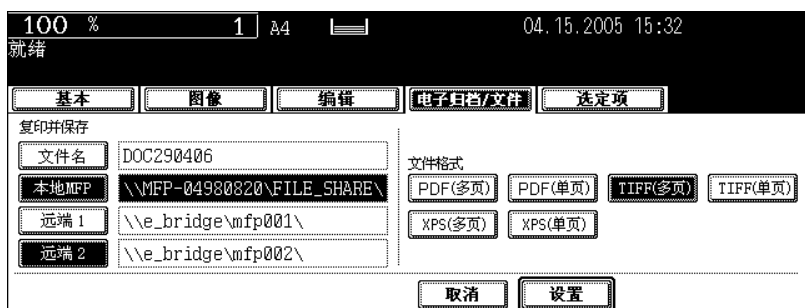 100 % 1 A4 04.15.2005 15:32
就绪
基本 图像 编辑 电子归档/文件 选定项
复印并保存
文件名 DOC290406
本地MFP \\MFP-04980820\FILE_SHARE\
远端 1 \\e_bridge\mfp001\
远端 2 \\e_bridge\mfp002\
文件格式
PDF(多页) PDF(单页) TIFF(多页) TIFF(单页)
XPS(多页) XPS(单页)
取消 设置